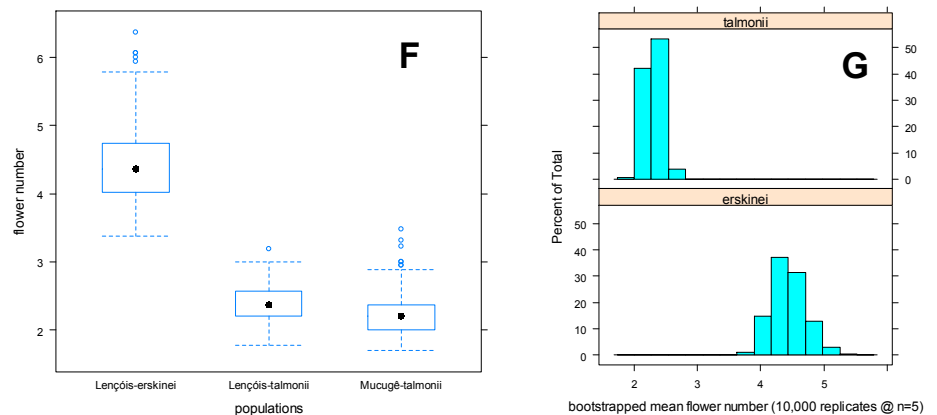 F
flower number
6
5
4
3
2
Lençóis-erskinei Lençóis-talmonii Mucugê-talmonii
populations
G
talmonii
50
40
30
20
10
0
Percent of Total
erskinei
50
40
30
20
10
0
2 3 4 5
bootstrapped mean flower number (10,000 replicates @ n=5)